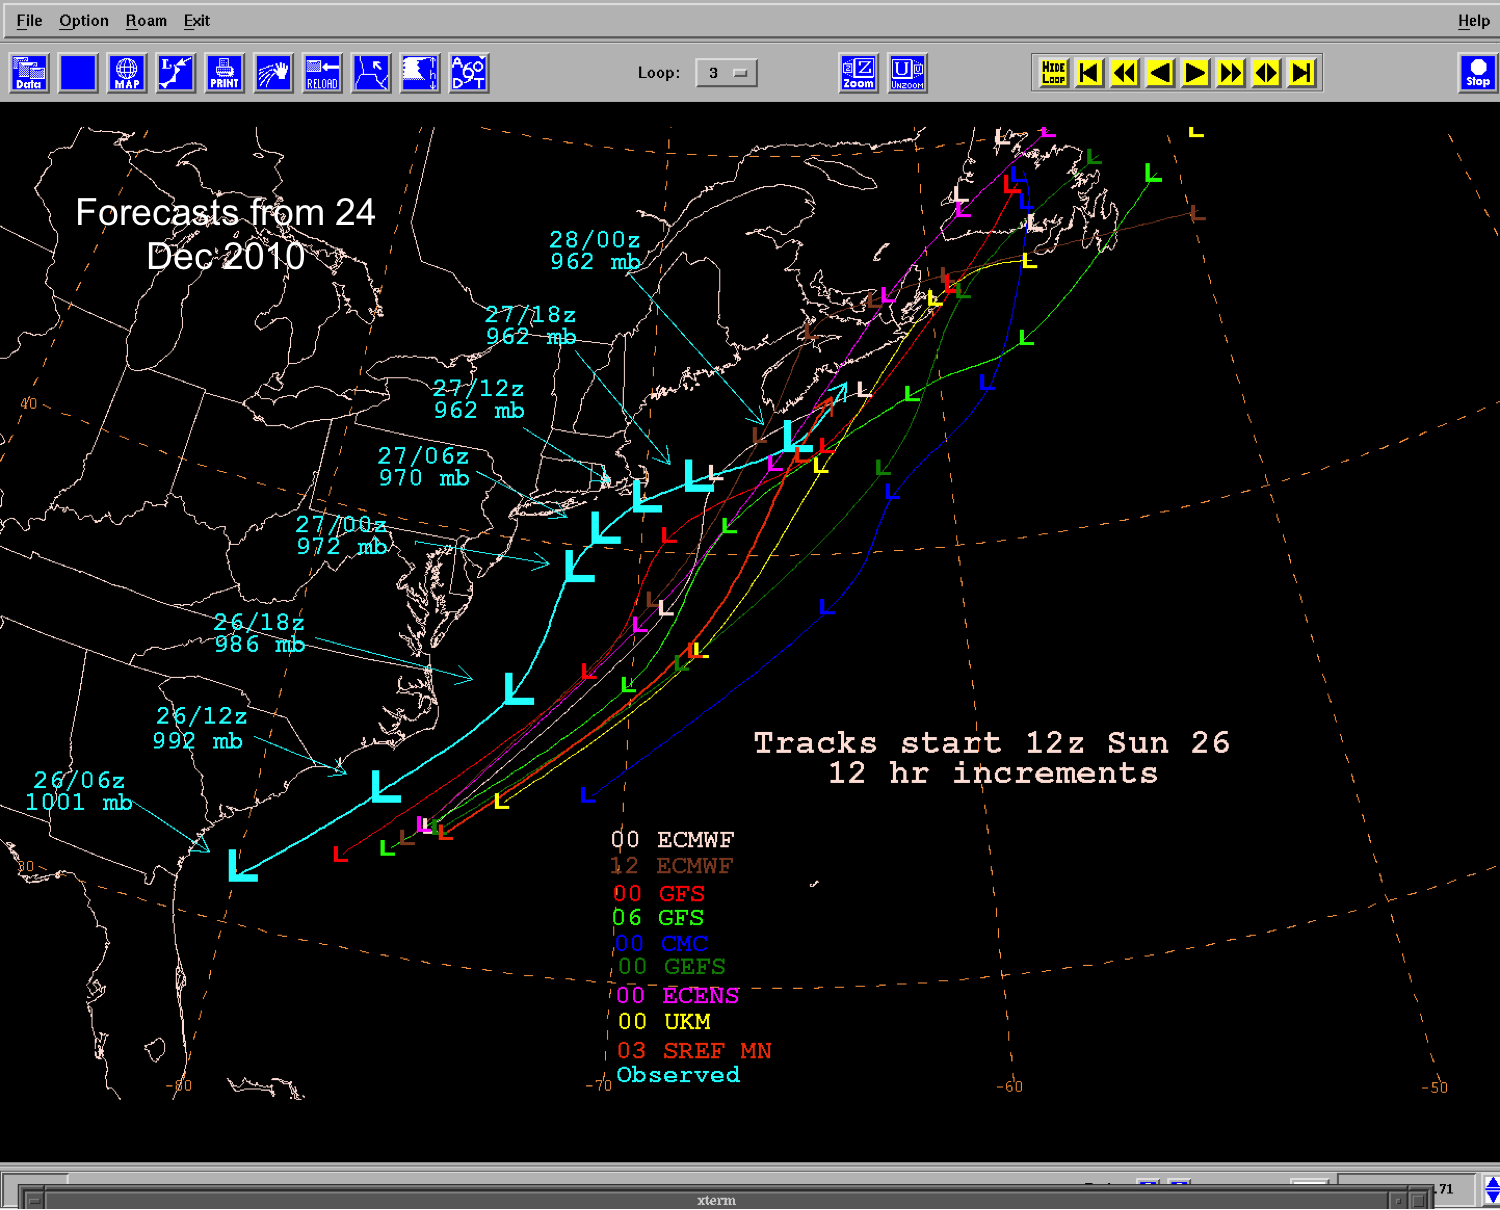 File Option Roam Exit Help
Data MAP L PRINT RELOAD Loop: 3 Zoom UNZOOM HIDE LOOP Stop
Forecasts from 24
Dec 2010
28/00z
962 mb
27/18z
962 mb
27/12z
962 mb
40
27/06z
970 mb
27/00z
972 mb
26/18z
986 mb
26/12z
992 mb
Tracks start 12z Sun 26
12 hr increments
26/06z
1001 mb
30
00 ECMWF
12 ECMWF
00 GFS
06 GFS
00 CMC
00 GEFS
00 ECENS
00 UKM
03 SREF MN
Observed
-80 -70 -60 -50
.71
xterm